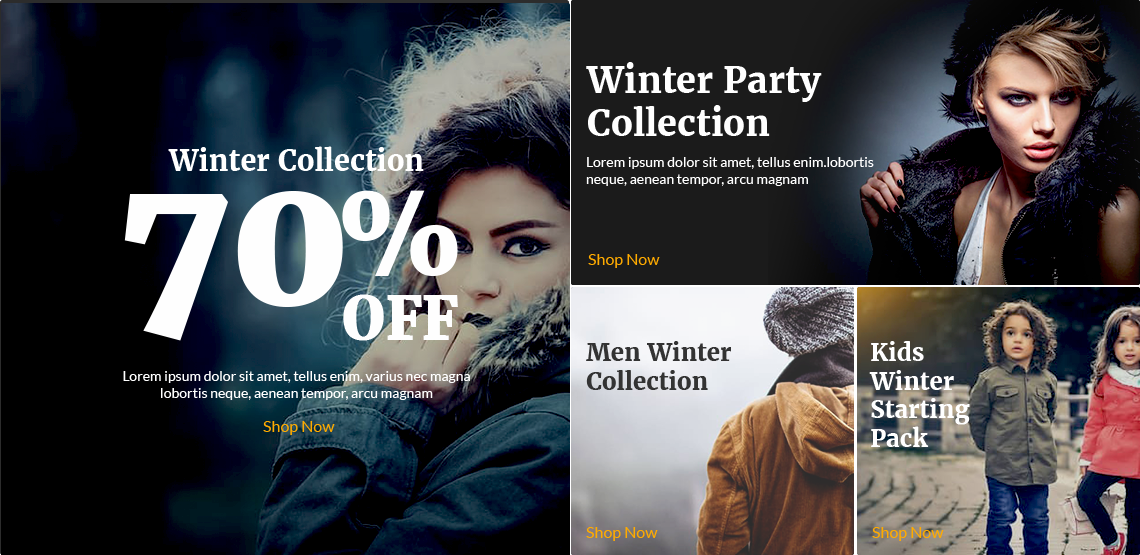 Winter Collection
70%
OFF
Lorem ipsum dolor sit amet, tellus enim, varius nec magna
lobortis neque, aenean tempor, arcu magnam
Shop Now
Winter Party
Collection
Lorem ipsum dolor sit amet, tellus enim.lobortis
neque, aenean tempor, arcu magnam
Shop Now
Men Winter
Collection
Shop Now
Kids
Winter
Starting
Pack
Shop Now